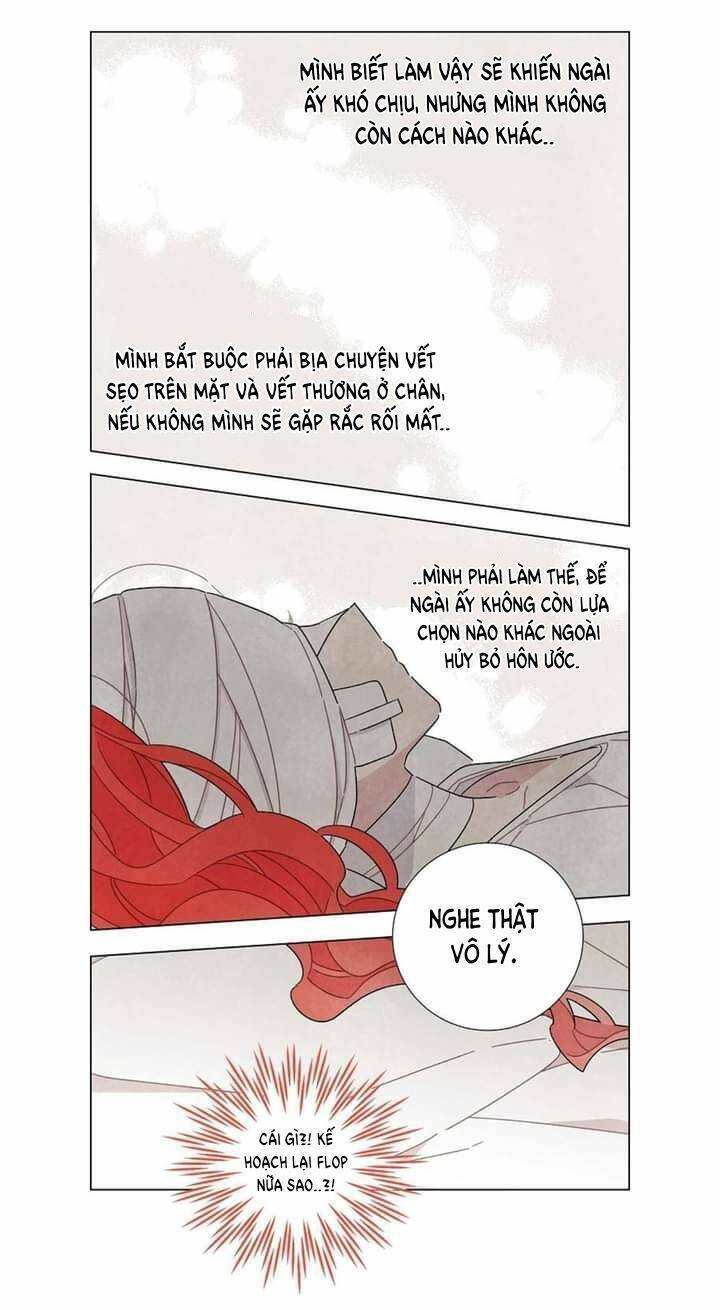 MÌNH BIẾT LÀM VẬY SẼ KHIẾN NGÀI
ẤY KHÓ CHỊU, NHƯNG MÌNH KHÔNG
CÒN CÁCH NÀO KHÁC..
MÌNH BẮT BUỘC PHẢI BỊA CHUYỆN VẾT
SẸO TRÊN MẶT VÀ VẾT THƯƠNG Ở CHÂN,
NẾU KHÔNG MÌNH SẼ GẶP RẮC RỐI MẤT..
..MÌNH PHẢI LÀM THẾ, ĐỂ
NGÀI ẤY KHÔNG CÒN LỰA
CHỌN NÀO KHÁC NGOÀI
HỦY BỎ HÔN ƯỚC.
NGHE THẬT
VÔ LÝ.
CÁI GÌ?! KẾ
HOẠCH LẠI FLOP
NỮA SAO..?!